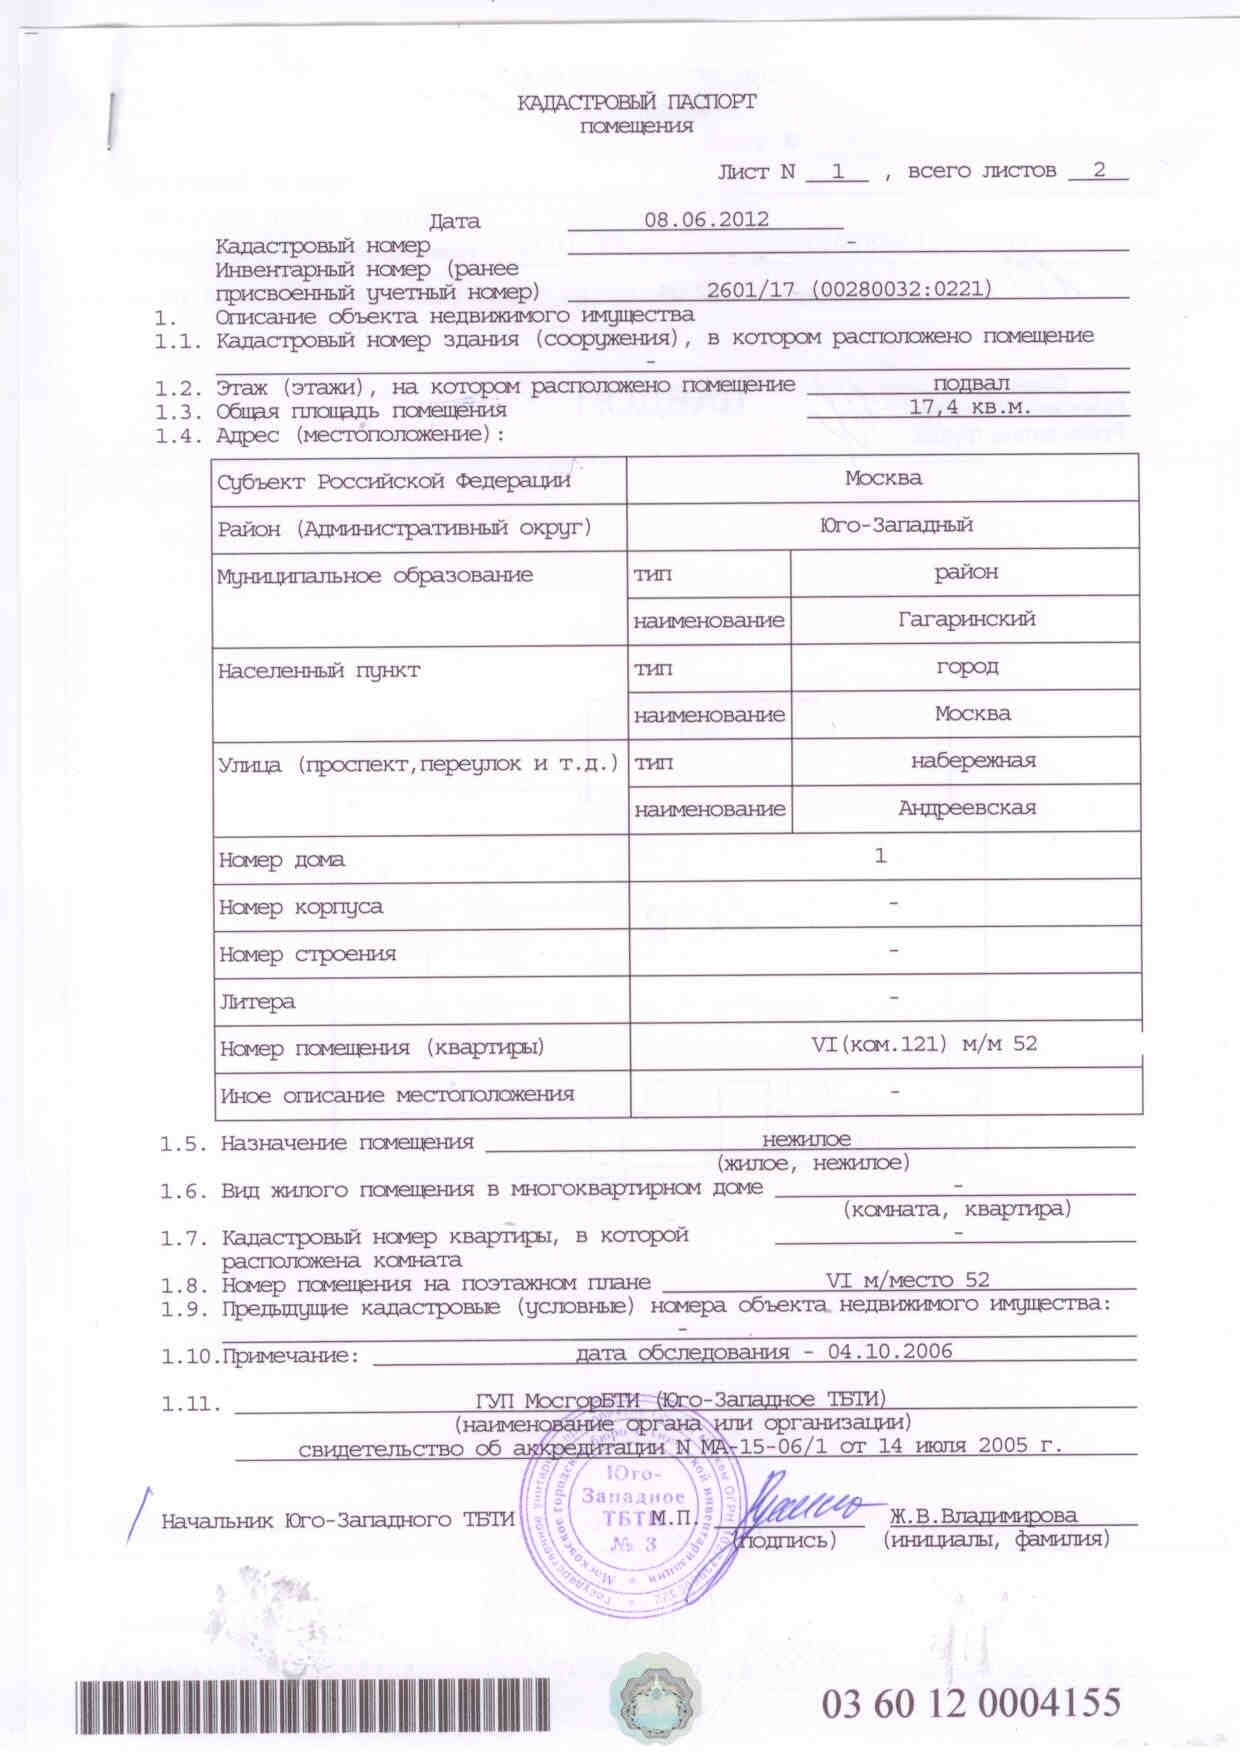 КАДАСТРОВЫЙ ПАСПОРТ
помещения
Лист N 1 , всего листов 2
Дата 08.06.2012
Кадастровый номер -
Инвентарный номер (ранее
присвоенный учетный номер) 2601/17 (00280032:0221)
1. Описание объекта недвижимого имущества
1.1. Кадастровый номер здания (сооружения), в котором расположено помещение
-
1.2. Этаж (этажи), на котором расположено помещение подвал
1.3. Общая площадь помещения 17,4 кв.м.
1.4. Адрес (местоположение):
Субъект Российской Федерации Москва
Район (Административный округ) Юго-Западный
Муниципальное образование тип район
наименование Гагаринский
Населенный пункт тип город
наименование Москва
Улица (проспект,переулок и т.д.) тип набережная
наименование Андреевская
Номер дома 1
Номер корпуса -
Номер строения -
Литера -
Номер помещения (квартиры) VI(ком.121) м/м 52
Иное описание местоположения -
1.5. Назначение помещения нежилое
(жилое, нежилое)
1.6. Вид жилого помещения в многоквартирном доме -
(комната, квартира)
1.7. Кадастровый номер квартиры, в которой -
расположена комната
1.8. Номер помещения на поэтажном плане VI м/место 52
1.9. Предыдущие кадастровые (условные) номера объекта недвижимого имущества:
-
1.10.Примечание: дата обследования - 04.10.2006
1.11. ГУП МосгорБТИ (Юго-Западное ТБТИ)
(наименование органа или организации)
свидетельство об аккредитации N МА-15-06/1 от 14 июля 2005 г.
Юго-
Западное
ТБТИ
№ 3
Начальник Юго-Западного ТБТИ М.П. Ж.В.Владимирова
(подпись) (инициалы, фамилия)
03 60 12 0004155